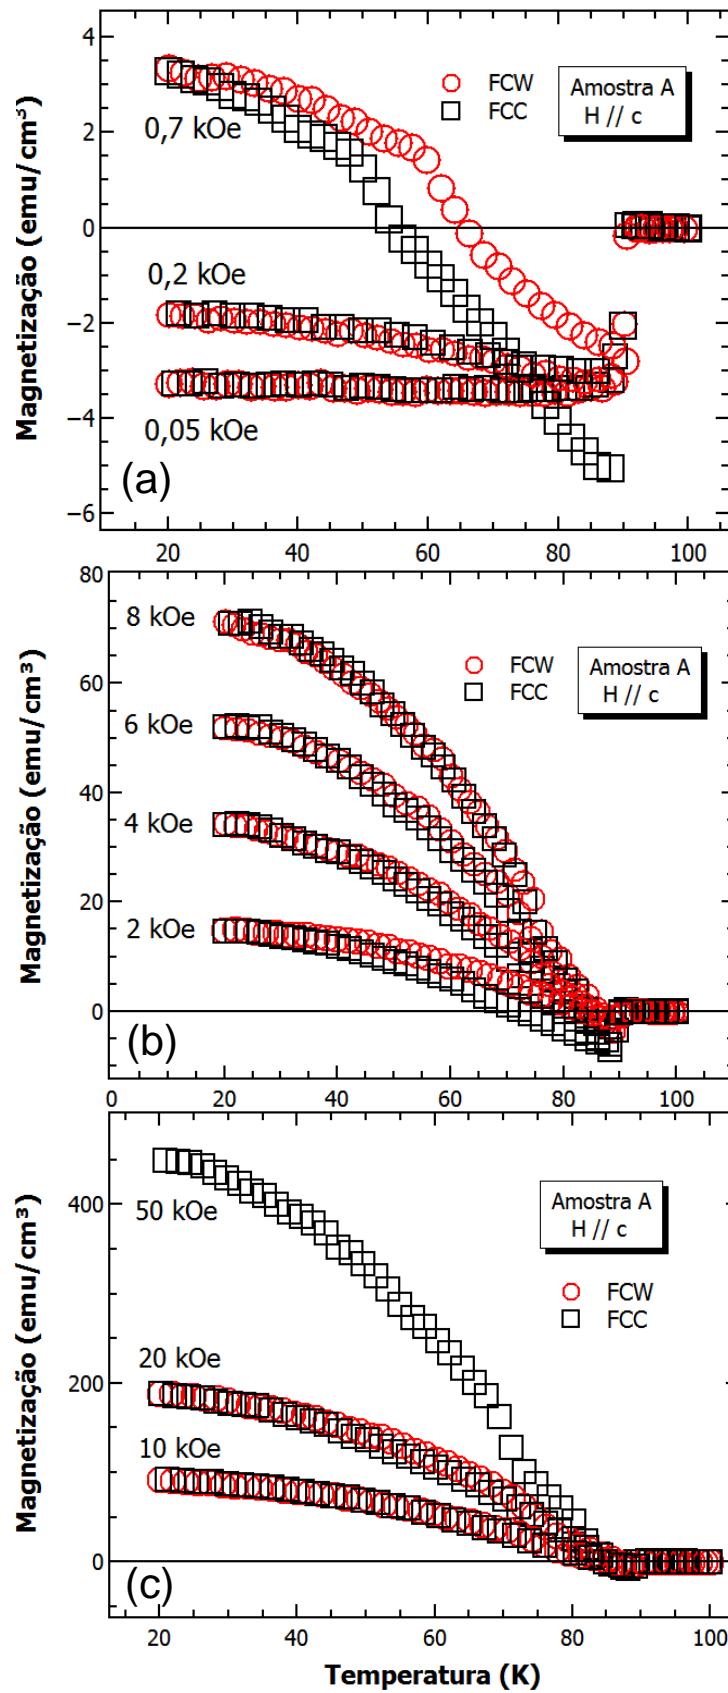 4
2
0
−2
−4
−6
Magnetização (emu/cm³)
FCW
FCC
Amostra A
H // c
0,7 kOe
0,2 kOe
0,05 kOe
(a)
20
40
60
80
100
80
60
40
20
0
Magnetização (emu/cm³)
8 kOe
6 kOe
4 kOe
2 kOe
FCW
FCC
Amostra A
H // c
(b)
0
20
40
60
80
100
400
200
0
Magnetização (emu/cm³)
50 kOe
20 kOe
10 kOe
Amostra A
H // c
FCW
FCC
(c)
20
40
60
80
100
Temperatura (K)